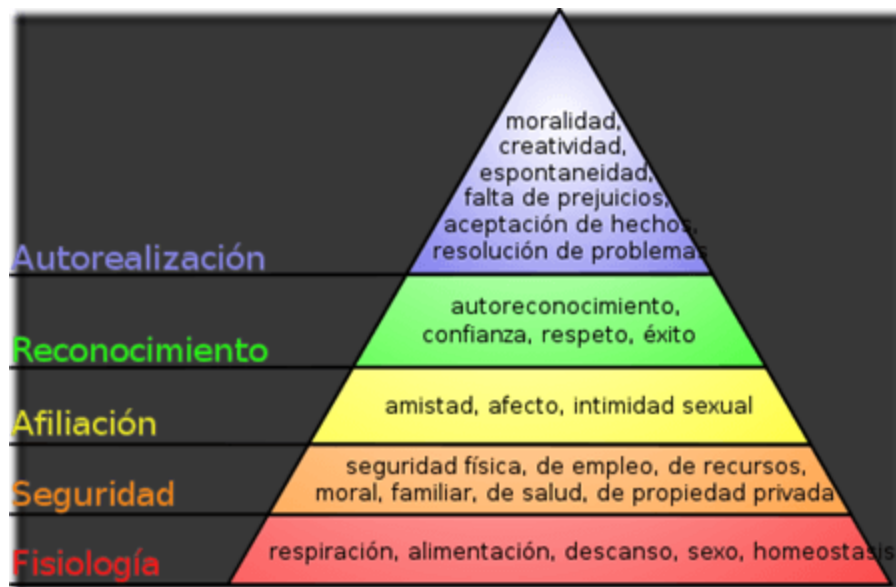 moralidad,
creatividad,
espontaneidad,
falta de prejuicios,
aceptación de hechos,
resolución de problemas
Autorealización
autoreconocimiento,
confianza, respeto, éxito
Reconocimiento
amistad, afecto, intimidad sexual
Afiliación
seguridad física, de empleo, de recursos,
moral, familiar, de salud, de propiedad privada
Seguridad
respiración, alimentación, descanso, sexo, homeostasis
Fisiología